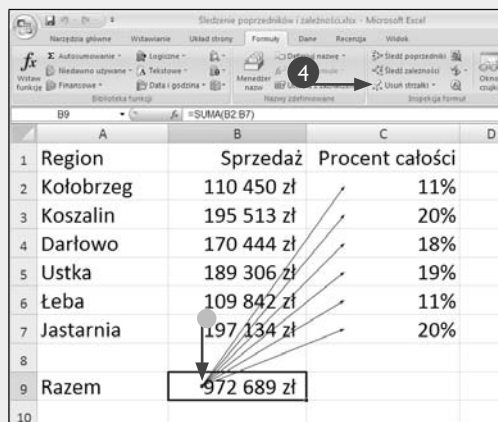 Śledzenie poprzedników i zależności.xlsx - Microsoft Excel
Narzędzia główne Wstawianie Układ strony Formuły Dane Recenzja Widok
Wstaw funkcję
Σ Autosumowanie
Niedawno używane
Finansowe
Logiczne
Tekstowe
Data i godzina
Biblioteka funkcji
Menedżer nazw
Definiuj nazwę
Nazwy zdefiniowane
4
Śledź poprzedniki
Śledź zależności
Usuń strzałki
Inspekcja formuł
Okno
B9 fx =SUMA(B2:B7)
A B C D
1 Region Sprzedaż Procent całości
2 Kołobrzeg 110 450 zł 11%
3 Koszalin 195 513 zł 20%
4 Darłowo 170 444 zł 18%
5 Ustka 189 306 zł 19%
6 Łeba 109 842 zł 11%
7 Jastarnia 197 134 zł 20%
8
9 Razem 972 689 zł
10